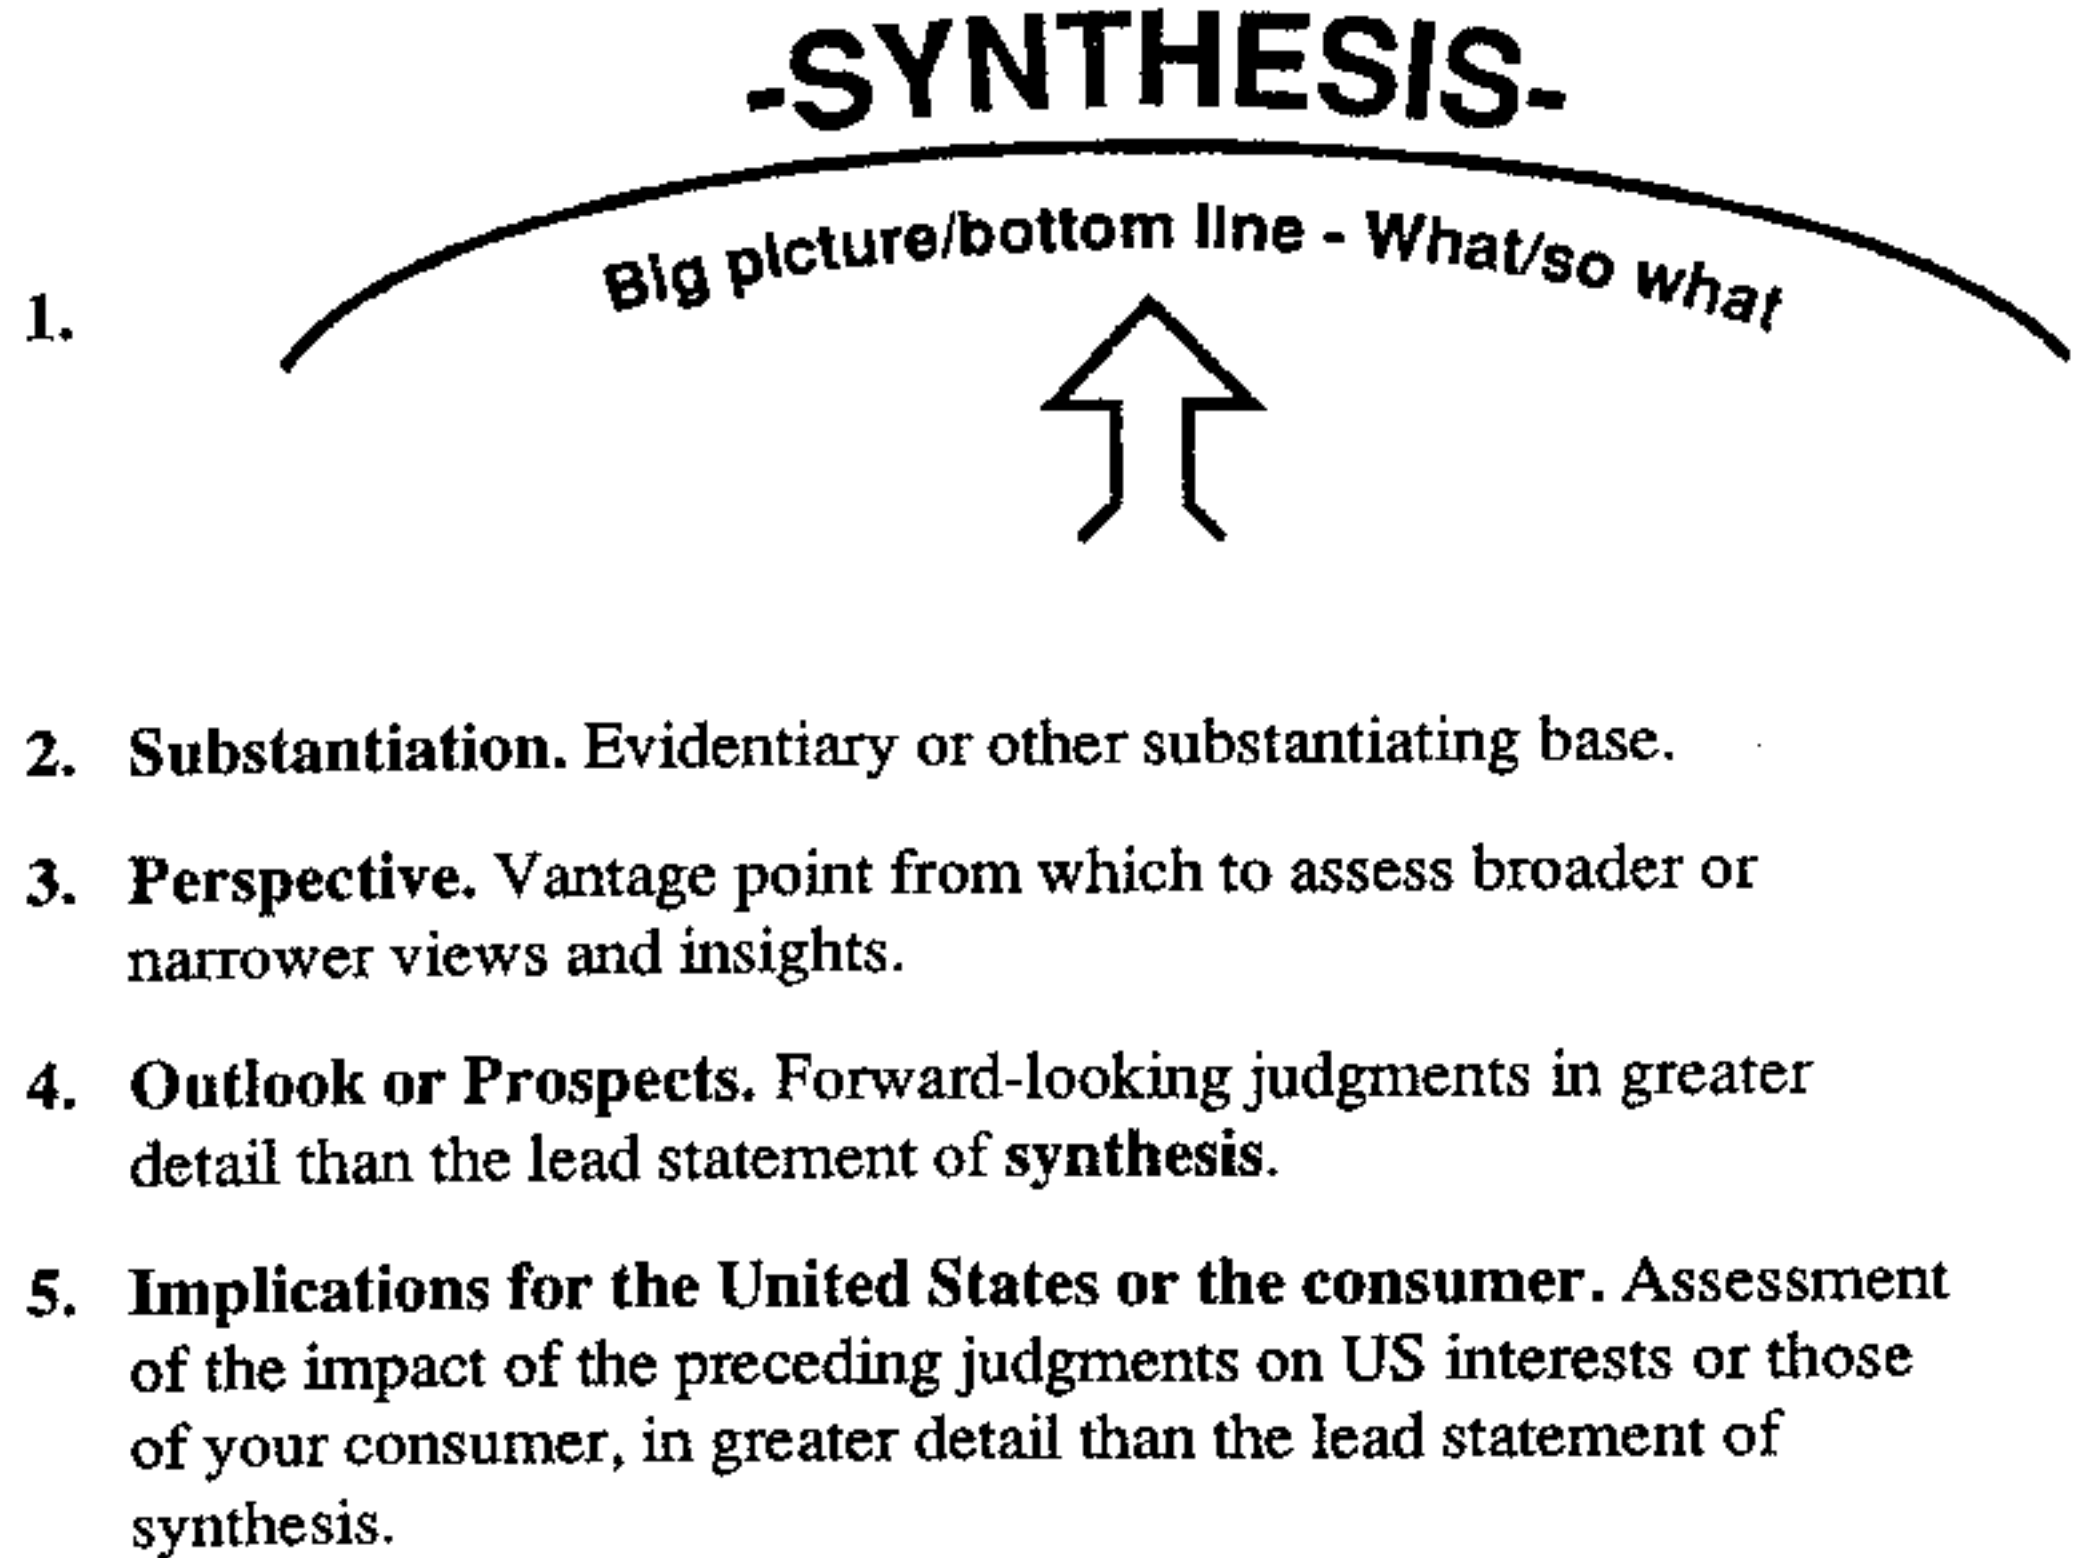 -SYNTHESIS-
Big picture/bottom line - What/so what
1.
2. Substantiation. Evidentiary or other substantiating base.
3. Perspective. Vantage point from which to assess broader or
narrower views and insights.
4. Outlook or Prospects. Forward-looking judgments in greater
detail than the lead statement of synthesis.
5. Implications for the United States or the consumer. Assessment
of the impact of the preceding judgments on US interests or those
of your consumer, in greater detail than the lead statement of
synthesis.